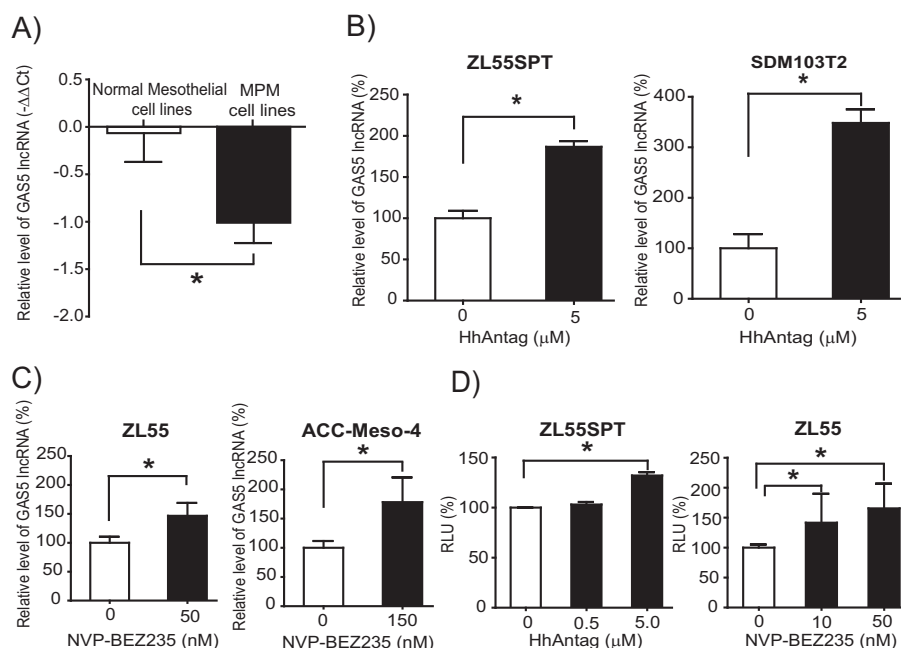 A)
Relative level of GAS5 lncRNA (-ΔΔCt)
0.5
0.0
-0.5
-1.0
-1.5
-2.0
Normal Mesothelial
cell lines
MPM
cell lines
*
B)
ZL55SPT
Relative level of GAS5 lncRNA (%)
250
200
150
100
50
0
*
0
5
HhAntag (μM)
SDM103T2
Relative level of GAS5 lncRNA (%)
400
300
200
100
0
*
0
5
HhAntag (μM)
C)
ZL55
Relative level of GAS5 lncRNA (%)
200
150
100
50
0
*
0
50
NVP-BEZ235 (nM)
ACC-Meso-4
Relative level of GAS5 lncRNA (%)
250
200
150
100
50
0
*
0
150
NVP-BEZ235 (nM)
D)
ZL55SPT
RLU (%)
150
100
50
0
*
0
0.5
5.0
HhAntag (μM)
ZL55
RLU (%)
250
200
150
100
50
0
*
*
0
10
50
NVP-BEZ235 (nM)